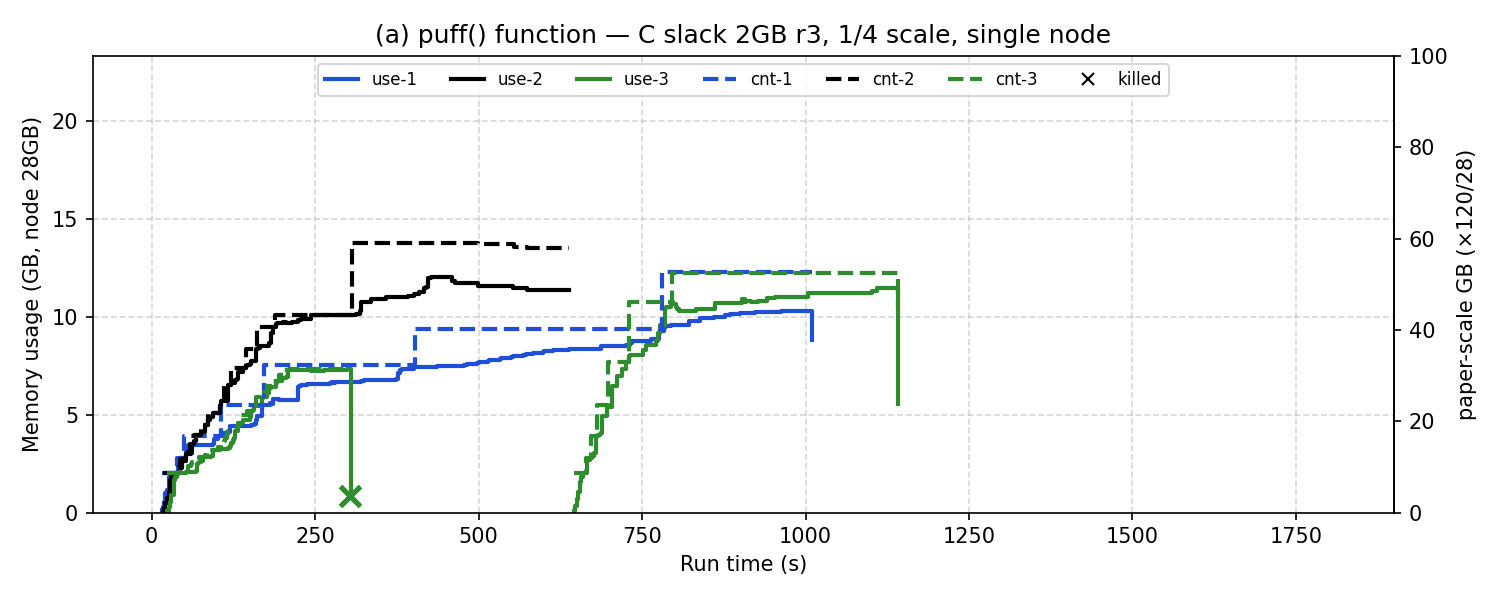 (a) puff() function — C slack 2GB r3, 1/4 scale, single node
use-1 use-2 use-3 cnt-1 cnt-2 cnt-3 killed
Memory usage (GB, node 28GB)
20
15
10
5
0
100
80
60
40
20
0
paper-scale GB (×120/28)
0 250 500 750 1000 1250 1500 1750
Run time (s)